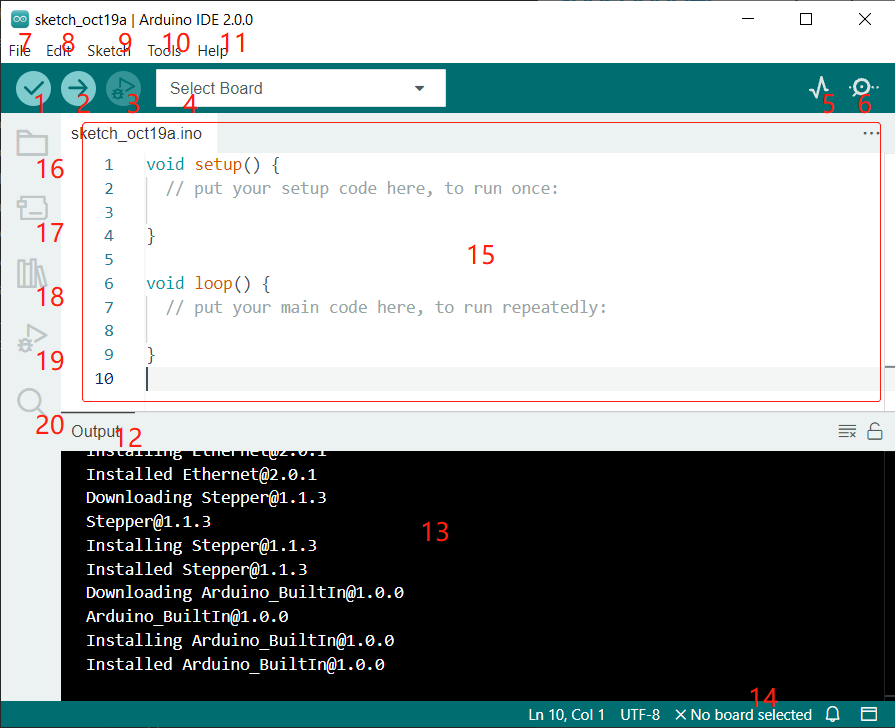 sketch_oct19a | Arduino IDE 2.0.0
File Edit Sketch Tools Help
7 8 9 10 11
Select Board
1 2 3 4 5 6
sketch_oct19a.ino
1 void setup() {
2 // put your setup code here, to run once:
3
4 }
5
6 void loop() {
7 // put your main code here, to run repeatedly:
8
9 }
10
15
16
17
18
19
20
Output
12
Installing Ethernet@2.0.1
Installed Ethernet@2.0.1
Downloading Stepper@1.1.3
Stepper@1.1.3
Installing Stepper@1.1.3
Installed Stepper@1.1.3
Downloading Arduino_BuiltIn@1.0.0
Arduino_BuiltIn@1.0.0
Installing Arduino_BuiltIn@1.0.0
Installed Arduino_BuiltIn@1.0.0
13
14
Ln 10, Col 1 UTF-8 No board selected